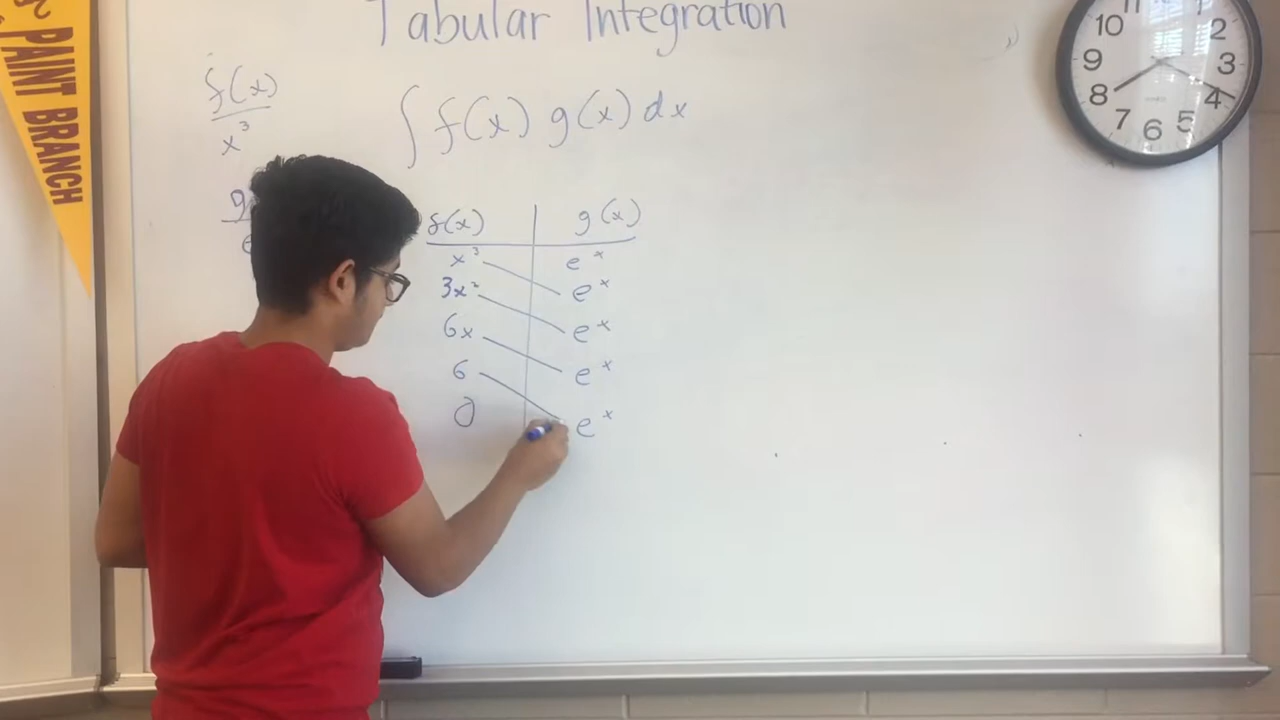 Tabular Integration
PAINT BRANCH
f(x)
x³
∫ f(x) g(x) dx
f(x) g(x)
x³ e^x
3x² e^x
6x e^x
6 e^x
0 e^x
10 11 1 2 3 4 5 6 7 8 9